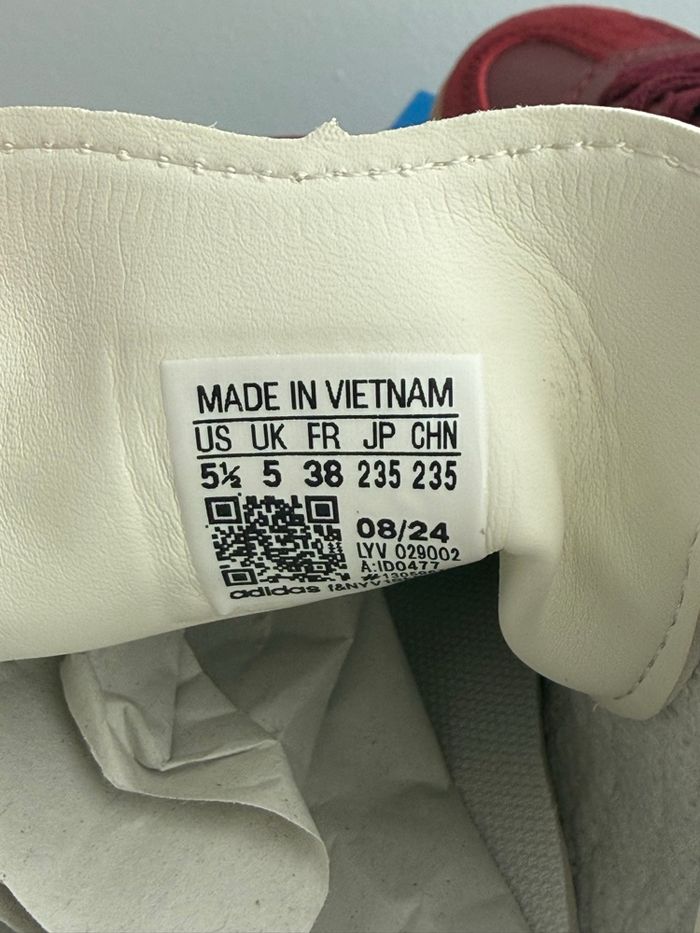 MADE IN VIETNAM
US UK FR JP CHN
5½ 5 38 235 235
08/24
LYV 029002
A:ID0477
adidas